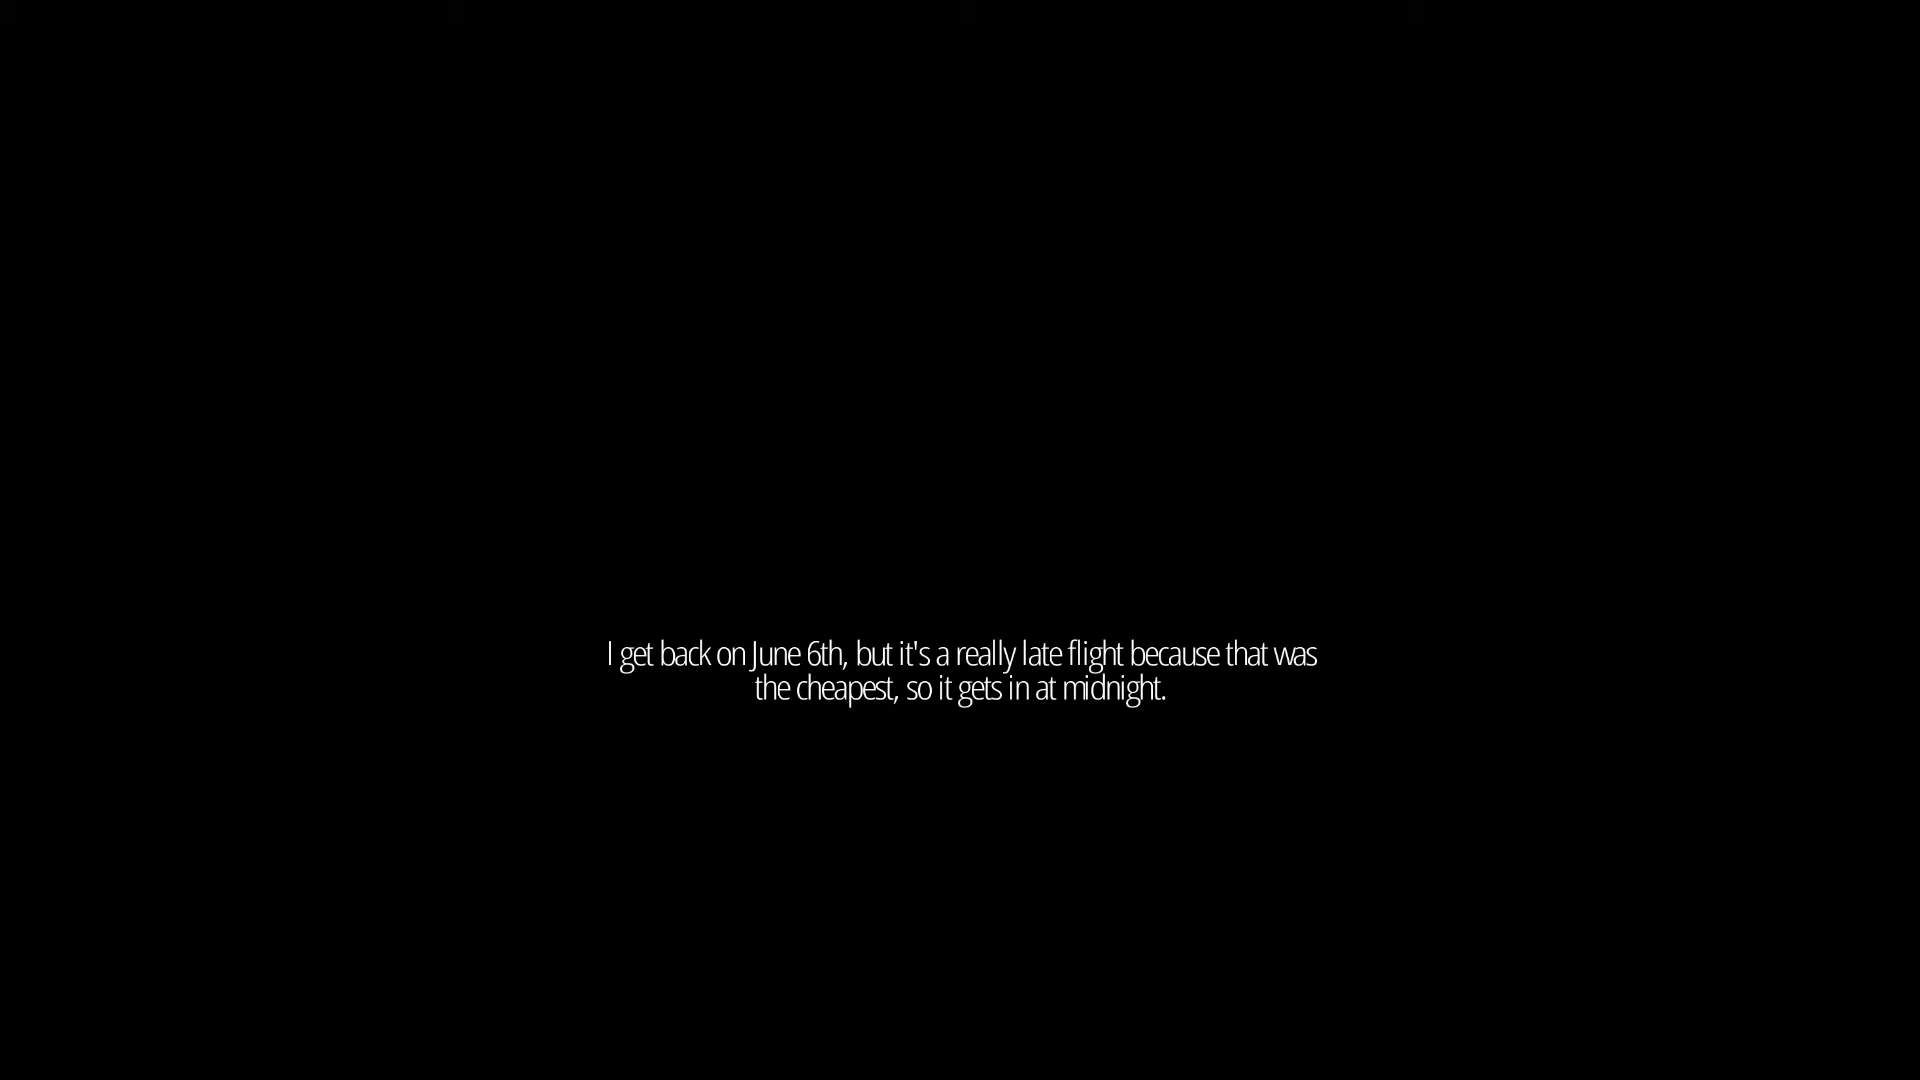 I get back on June 6th, but it's a really late flight because that was
the cheapest, so it gets in at midnight.